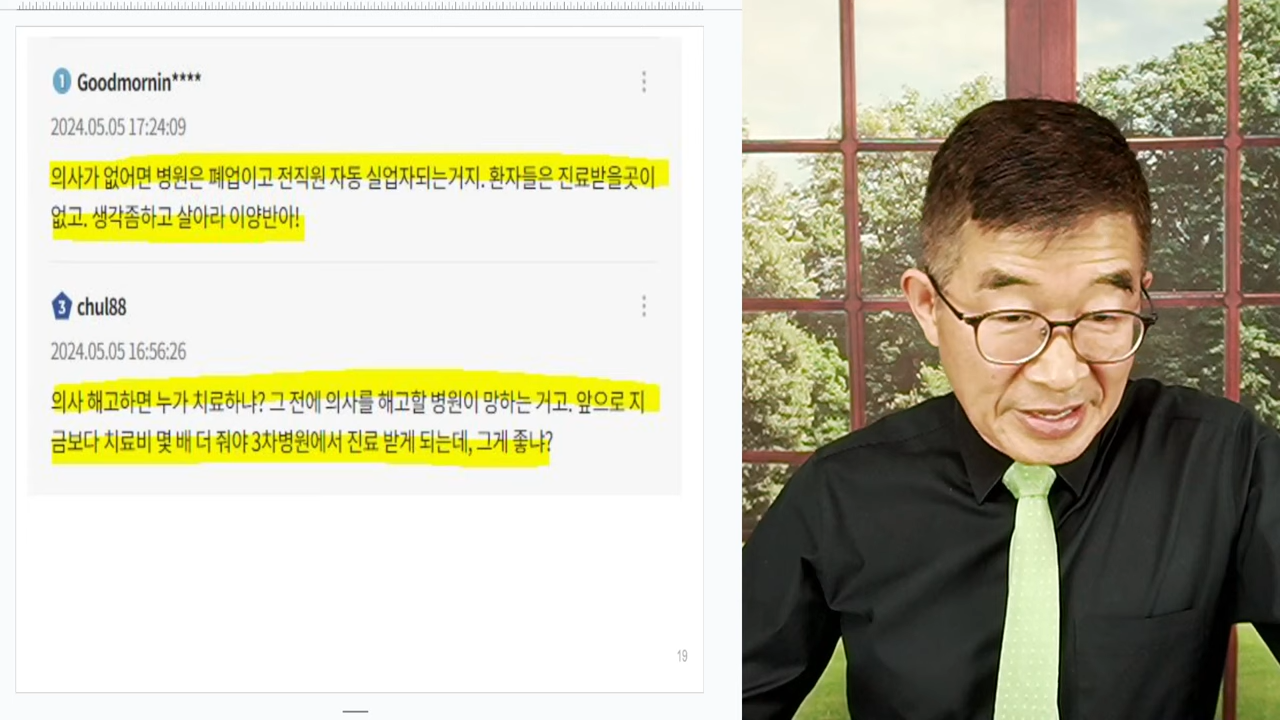 1 Goodmornin****
2024.05.05 17:24:09
의사가 없어면 병원은 폐업이고 전직원 자동 실업자되는거지. 환자들은 진료받을곳이
없고. 생각좀하고 살아라 이양반아!
3 chul88
2024.05.05 16:56:26
의사 해고하면 누가 치료하냐? 그 전에 의사를 해고할 병원이 망하는 거고. 앞으로 지
금보다 치료비 몇 배 더 줘야 3차병원에서 진료 받게 되는데, 그게 좋냐?
19